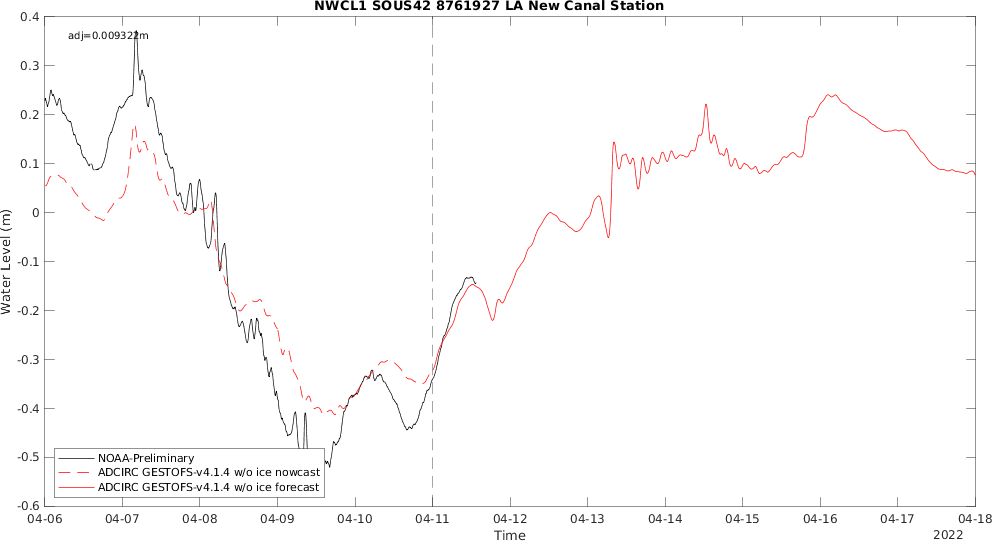 NWCL1 SOUS42 8761927 LA New Canal Station
adj=0.009322m
Water Level (m)
0.4
0.3
0.2
0.1
0
-0.1
-0.2
-0.3
-0.4
-0.5
-0.6
NOAA-Preliminary
ADCIRC GESTOFS-v4.1.4 w/o ice nowcast
ADCIRC GESTOFS-v4.1.4 w/o ice forecast
04-06 04-07 04-08 04-09 04-10 04-11 04-12 04-13 04-14 04-15 04-16 04-17 04-18
Time
2022